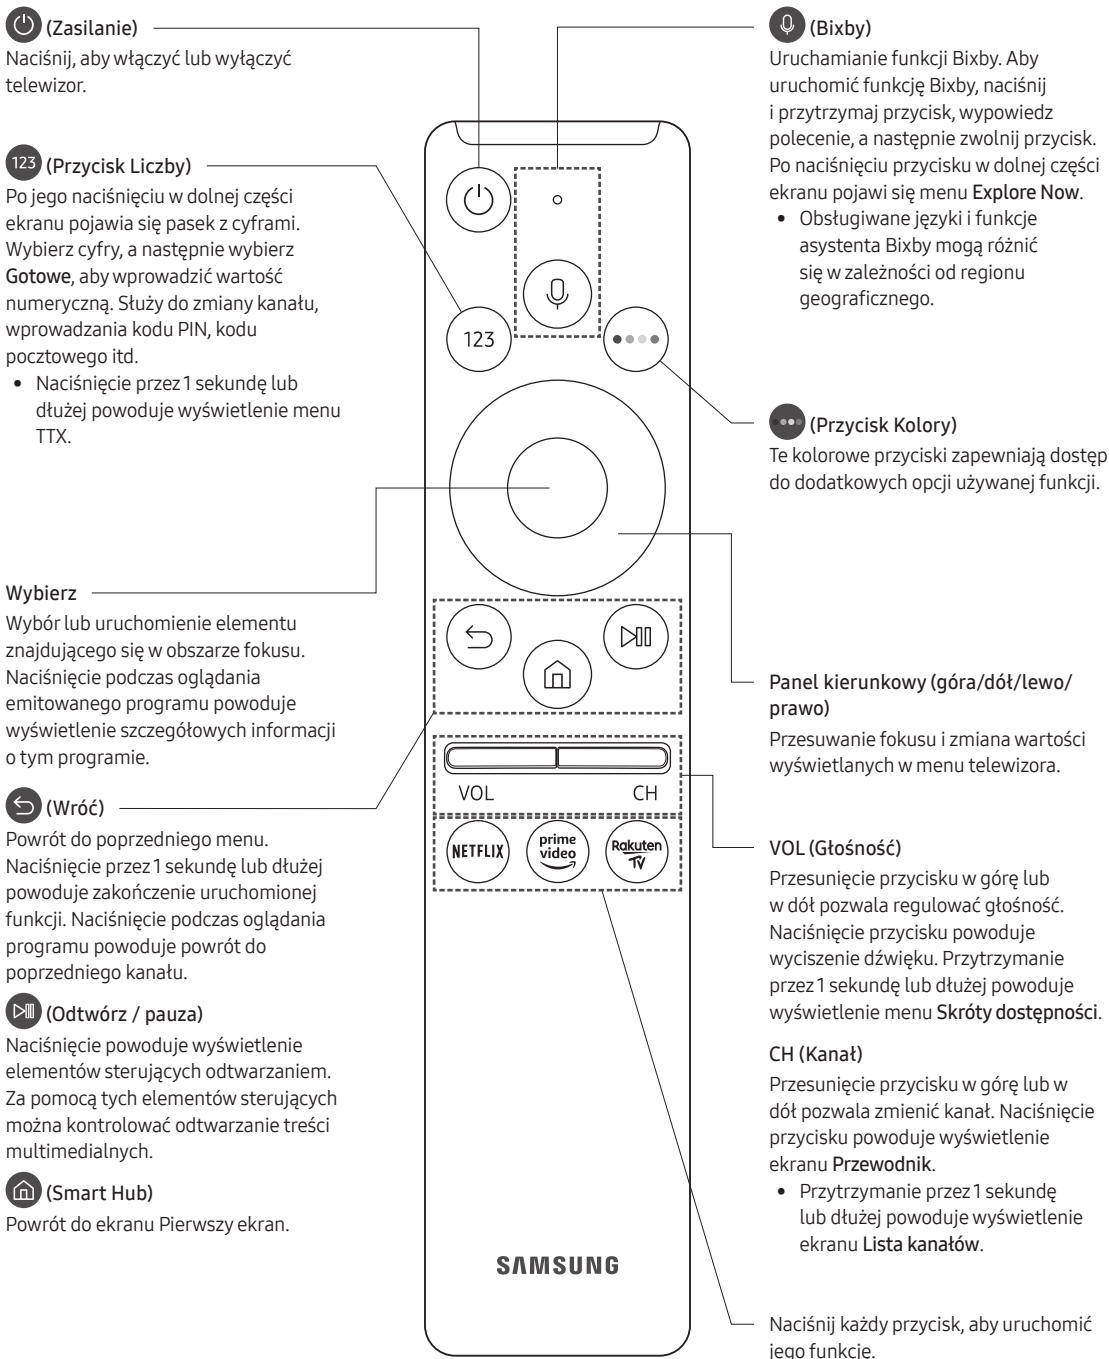 (Zasilanie)
Naciśnij, aby włączyć lub wyłączyć
telewizor.
123 (Przycisk Liczby)
Po jego naciśnięciu w dolnej części
ekranu pojawia się pasek z cyframi.
Wybierz cyfry, a następnie wybierz
Gotowe, aby wprowadzić wartość
numeryczną. Służy do zmiany kanału,
wprowadzania kodu PIN, kodu
pocztowego itd.
• Naciśnięcie przez 1 sekundę lub
dłużej powoduje wyświetlenie menu
TTX.
Wybierz
Wybór lub uruchomienie elementu
znajdującego się w obszarze fokusu.
Naciśnięcie podczas oglądania
emitowanego programu powoduje
wyświetlenie szczegółowych informacji
o tym programie.
(Wróć)
Powrót do poprzedniego menu.
Naciśnięcie przez 1 sekundę lub dłużej
powoduje zakończenie uruchomionej
funkcji. Naciśnięcie podczas oglądania
programu powoduje powrót do
poprzedniego kanału.
(Odtwórz / pauza)
Naciśnięcie powoduje wyświetlenie
elementów sterujących odtwarzaniem.
Za pomocą tych elementów sterujących
można kontrolować odtwarzanie treści
multimedialnych.
(Smart Hub)
Powrót do ekranu Pierwszy ekran.
123
VOL CH
NETFLIX
prime
video
Rakuten
TV
SAMSUNG
(Bixby)
Uruchamianie funkcji Bixby. Aby
uruchomić funkcję Bixby, naciśnij
i przytrzymaj przycisk, wypowiedz
polecenie, a następnie zwolnij przycisk.
Po naciśnięciu przycisku w dolnej części
ekranu pojawi się menu Explore Now.
• Obsługiwane języki i funkcje
asystenta Bixby mogą różnić
się w zależności od regionu
geograficznego.
(Przycisk Kolory)
Te kolorowe przyciski zapewniają dostęp
do dodatkowych opcji używanej funkcji.
Panel kierunkowy (góra/dół/lewo/
prawo)
Przesuwanie fokusu i zmiana wartości
wyświetlanych w menu telewizora.
VOL (Głośność)
Przesunięcie przycisku w górę lub
w dół pozwala regulować głośność.
Naciśnięcie przycisku powoduje
wyciszenie dźwięku. Przytrzymanie
przez 1 sekundę lub dłużej powoduje
wyświetlenie menu Skróty dostępności.
CH (Kanał)
Przesunięcie przycisku w górę lub w
dół pozwala zmienić kanał. Naciśnięcie
przycisku powoduje wyświetlenie
ekranu Przewodnik.
• Przytrzymanie przez 1 sekundę
lub dłużej powoduje wyświetlenie
ekranu Lista kanałów.
Naciśnij każdy przycisk, aby uruchomić
jego funkcję.